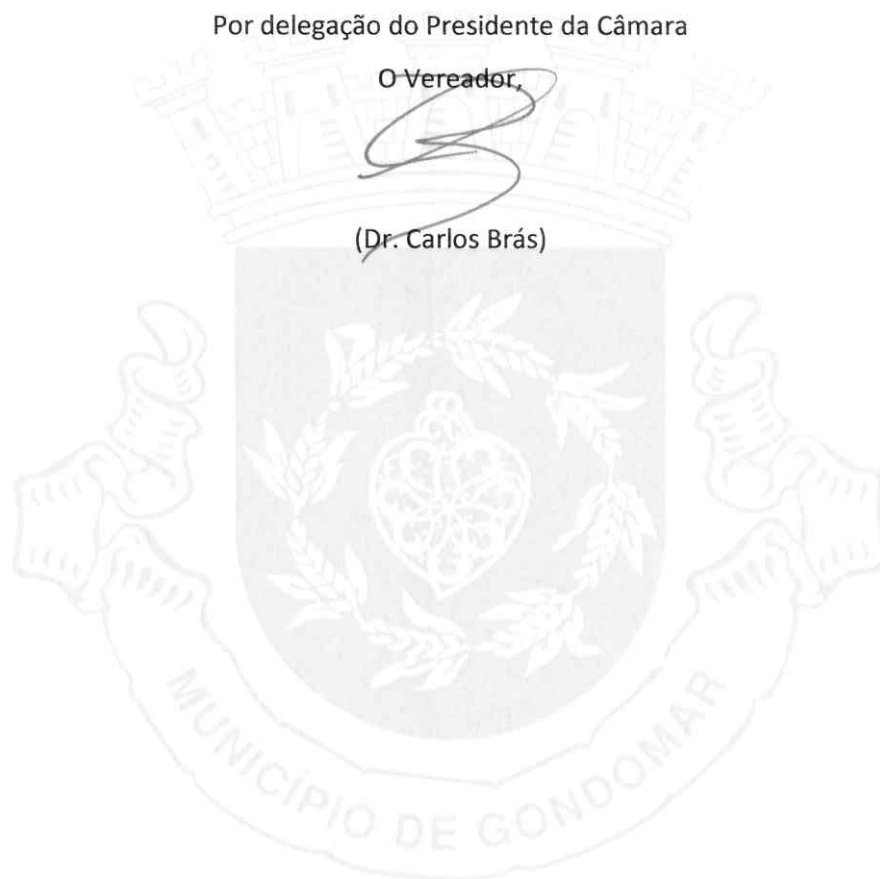 Por delegação do Presidente da Câmara
O Vereador,
(Dr. Carlos Brás)
MUNICÍPIO DE GONDOMAR